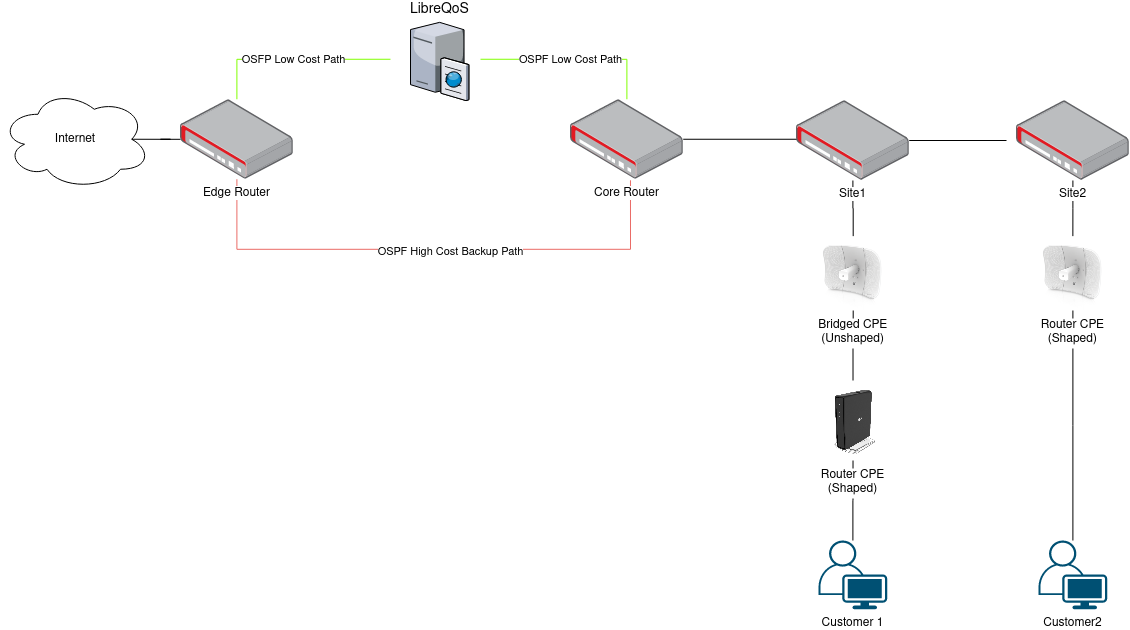 LibreQoS
OSFP Low Cost Path
OSPF Low Cost Path
Internet
Edge Router
Core Router
Site1
Site2
OSPF High Cost Backup Path
Bridged CPE
(Unshaped)
Router CPE
(Shaped)
Router CPE
(Shaped)
Customer 1
Customer2